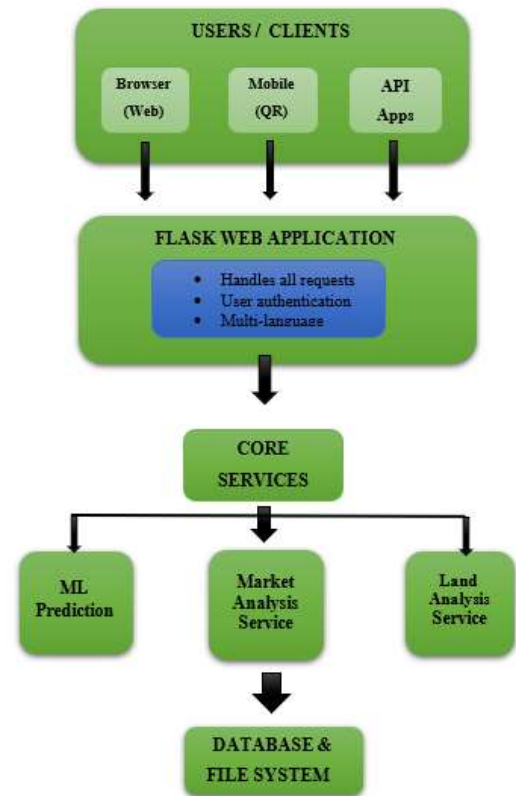 USERS / CLIENTS
Browser
(Web)
Mobile
(QR)
API
Apps
FLASK WEB APPLICATION
• Handles all requests
• User authentication
• Multi-language
CORE
SERVICES
ML
Prediction
Market
Analysis
Service
Land
Analysis
Service
DATABASE &
FILE SYSTEM